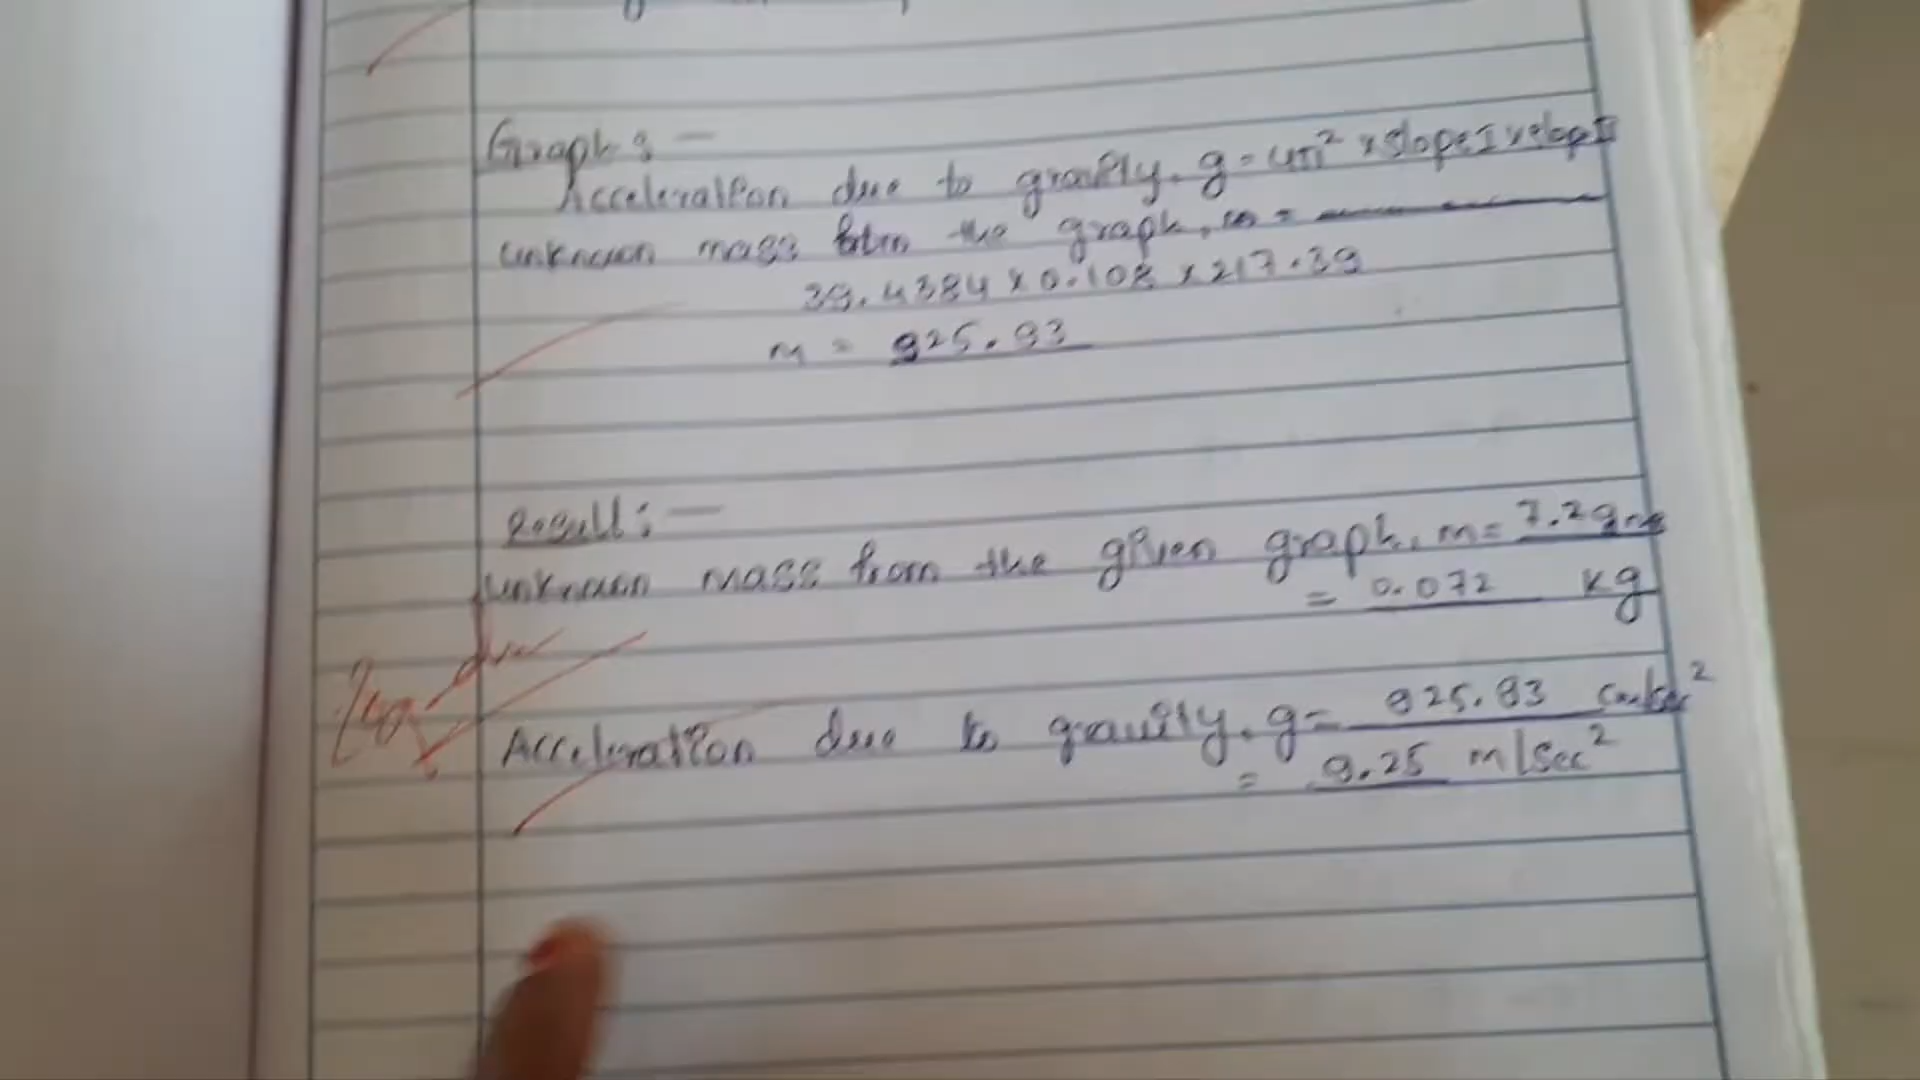 Graph:-
Acceleration due to gravity, g = 4π² x slope I x slope II
unknown mass from the graph, m =
39.4384 x 0.108 x 217.39
m = 925.93
Result:-
unknown mass from the given graph, m = 7.2 gms
= 0.072 kg
Acceleration due to gravity, g = 925.93 cm/sec²
= 9.25 m/sec²